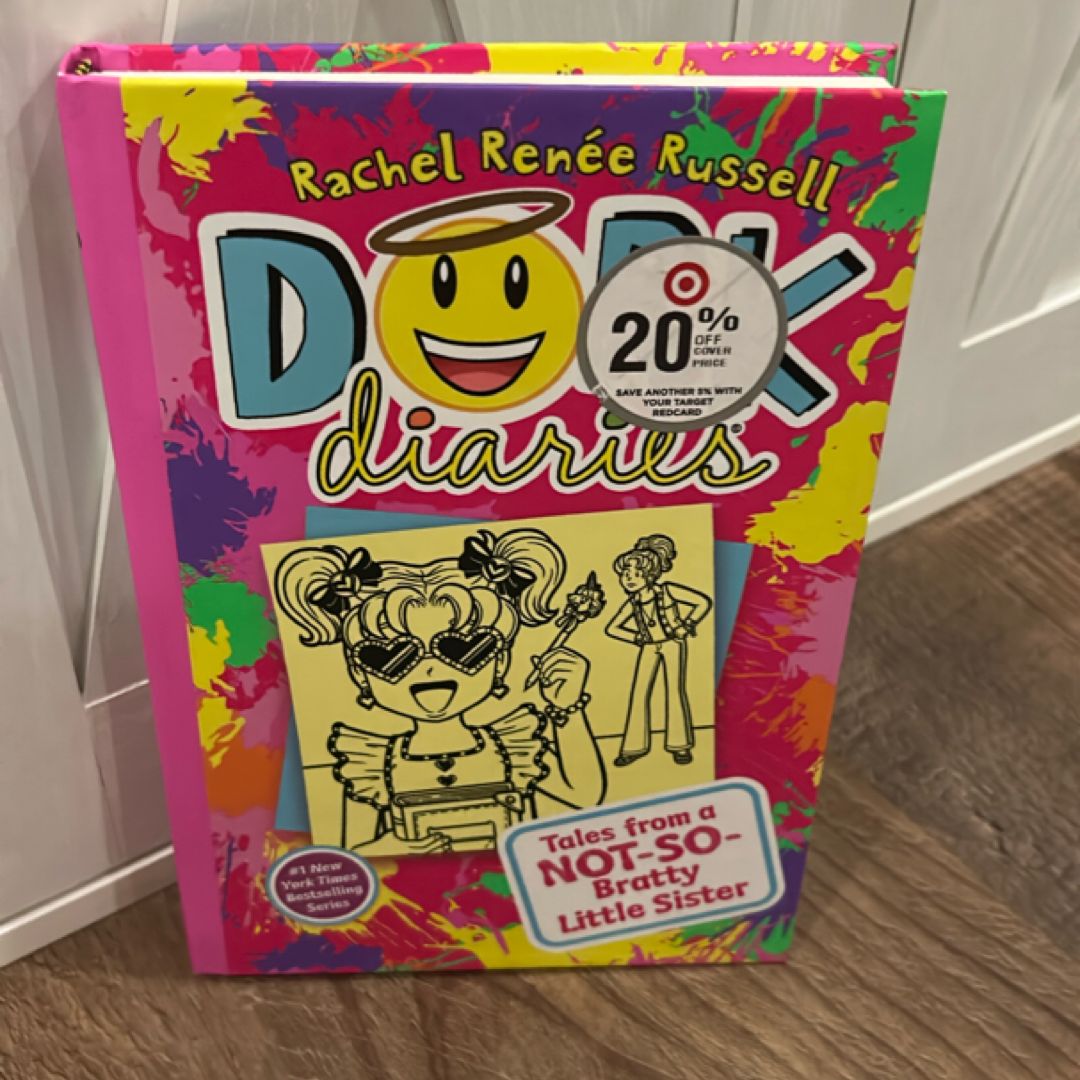 Rachel Renée Russell
DORK
diaries®
20%
OFF
COVER
PRICE
SAVE ANOTHER 5% WITH
YOUR TARGET
REDCARD
Tales from a
NOT-SO-
Bratty
Little Sister
#1 New
York Times
Bestselling
Series